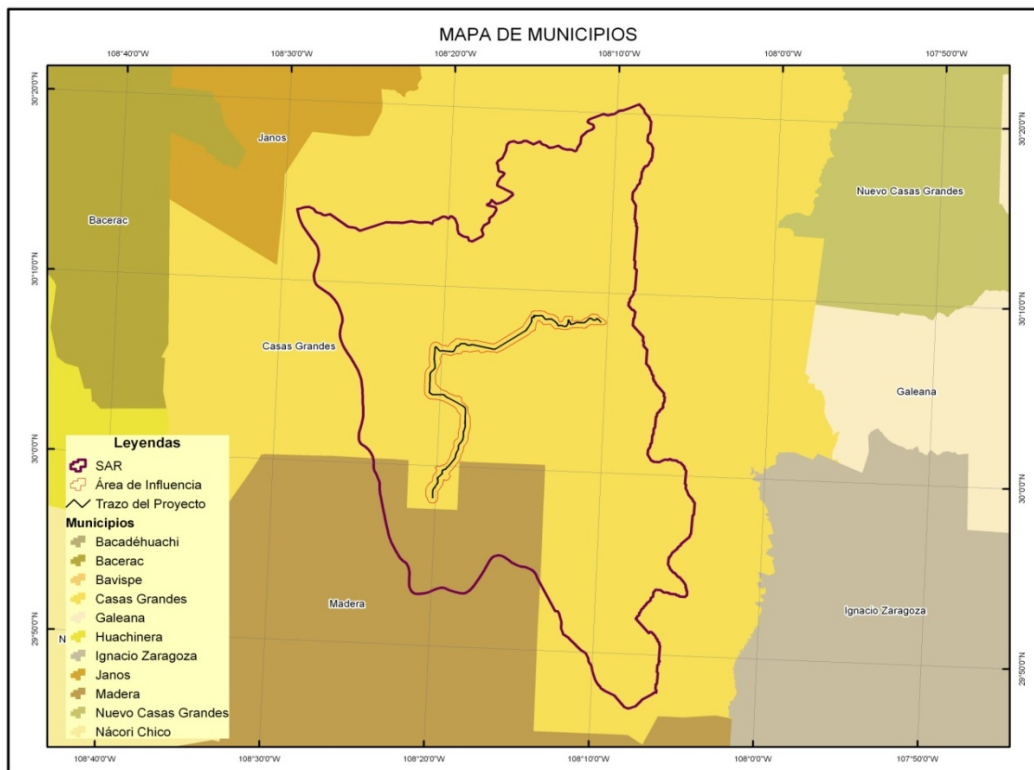 MAPA DE MUNICIPIOS
108°40'0"W
108°30'0"W
108°20'0"W
108°10'0"W
108°0'0"W
107°50'0"W
30°20'0"N
30°10'0"N
30°0'0"N
29°50'0"N
30°20'0"N
30°10'0"N
30°0'0"N
29°50'0"N
Janos
Nuevo Casas Grandes
Bacerac
Casas Grandes
Galeana
Madera
Ignacio Zaragoza
N
Leyendas
SAR
Área de Influencia
Trazo del Proyecto
Municipios
Bacadéhuachi
Bacerac
Bavispe
Casas Grandes
Galeana
Huachinera
Ignacio Zaragoza
Janos
Madera
Nuevo Casas Grandes
Nácori Chico
108°40'0"W
108°30'0"W
108°20'0"W
108°10'0"W
108°0'0"W
107°50'0"W